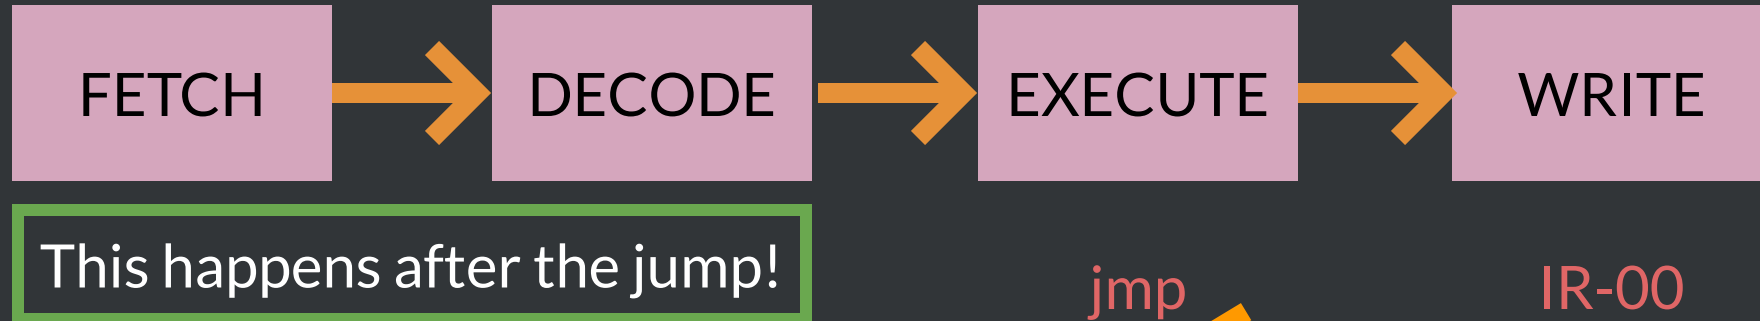 FETCH DECODE EXECUTE WRITE
This happens after the jump!
jmp IR-00